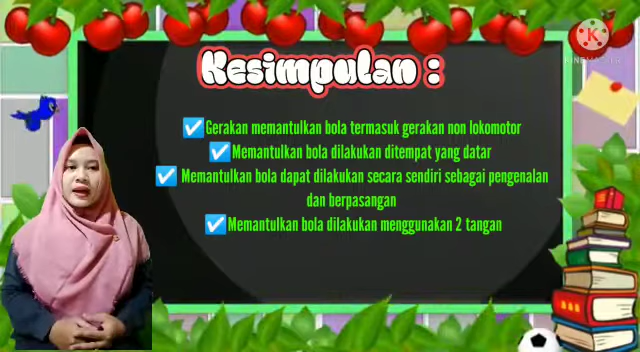 Kesimpulan :
K
KINEMASTER
✅Gerakan memantulkan bola termasuk gerakan non lokomotor
✅Memantulkan bola dilakukan ditempat yang datar
✅ Memantulkan bola dapat dilakukan secara sendiri sebagai pengenalan
dan berpasangan
✅Memantulkan bola dilakukan menggunakan 2 tangan